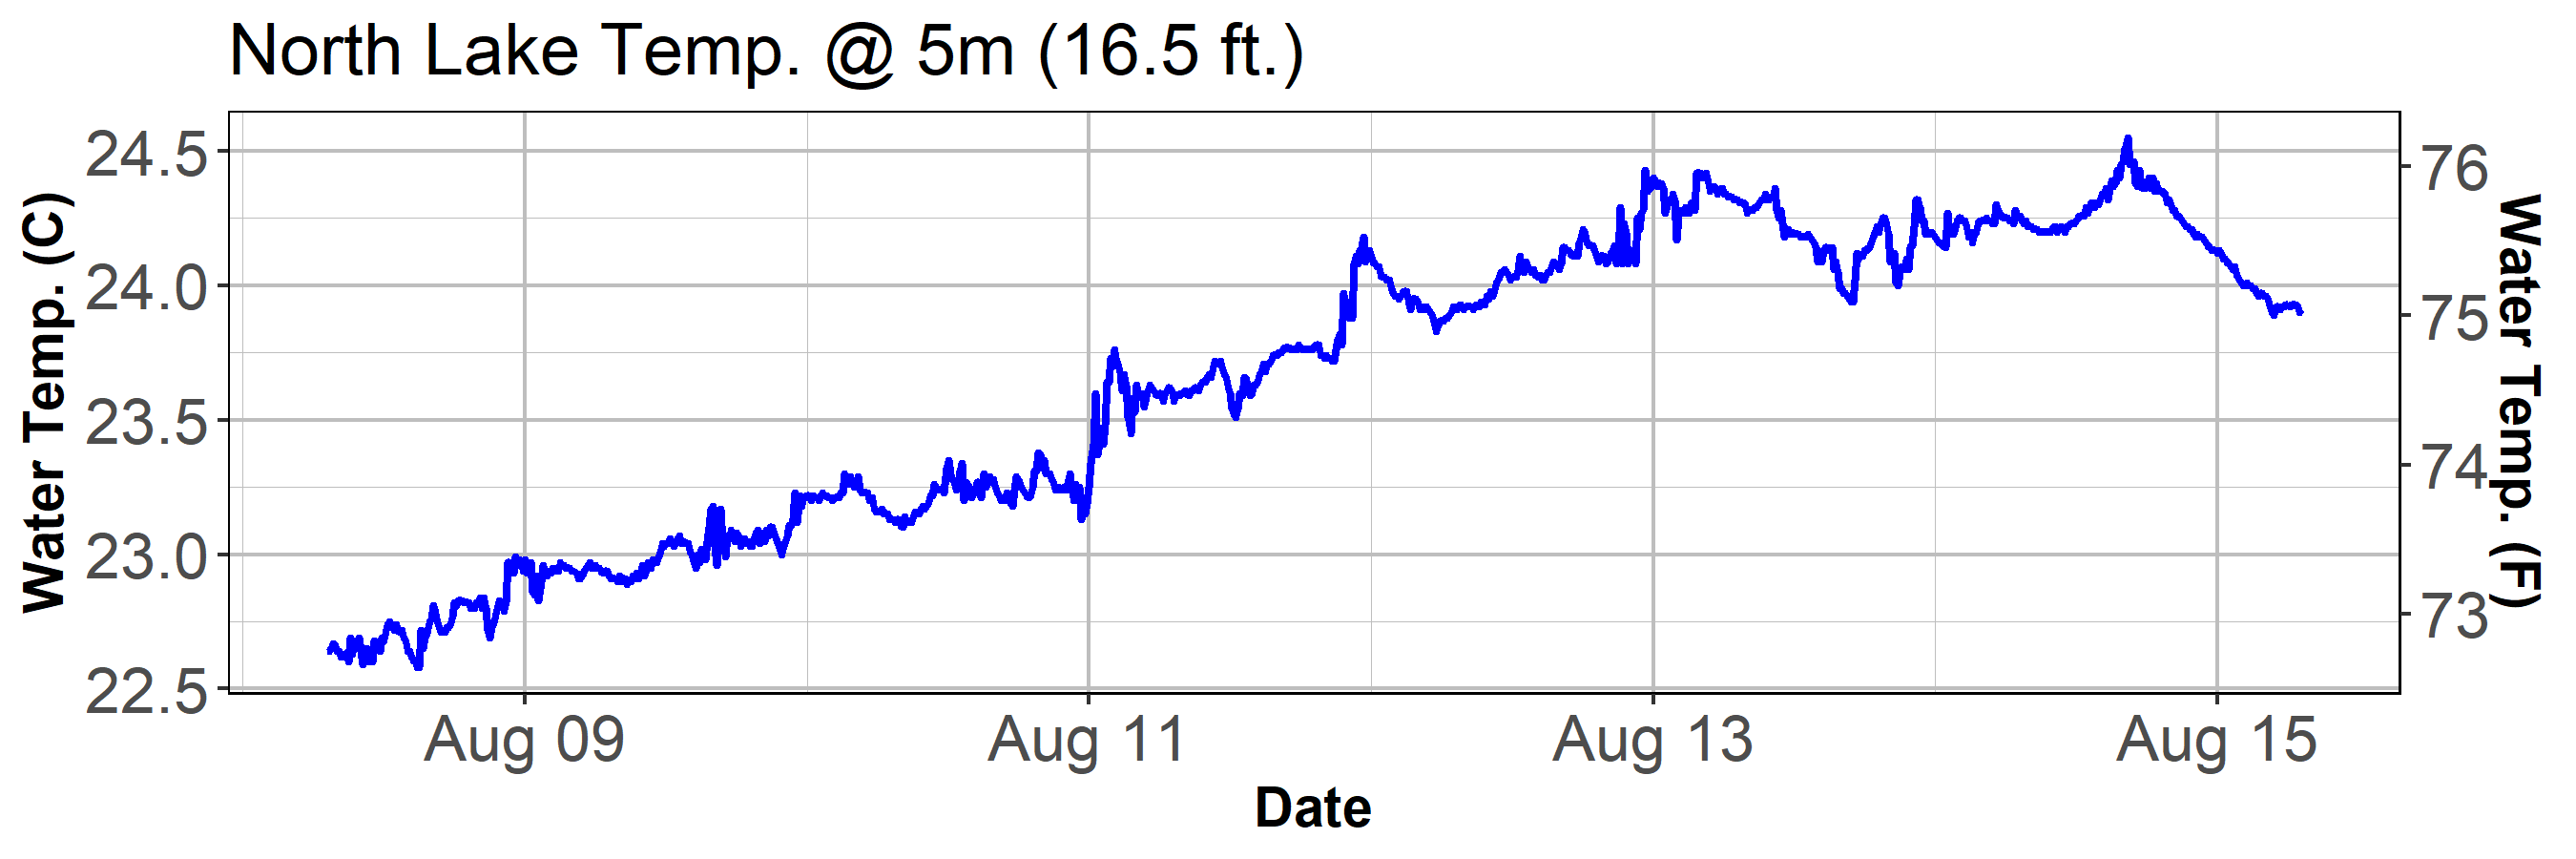 North Lake Temp. @ 5m (16.5 ft.)
Water Temp. (C)
24.5
24.0
23.5
23.0
22.5
76
75
74
73
Water Temp. (F)
Aug 09 Aug 11 Aug 13 Aug 15
Date